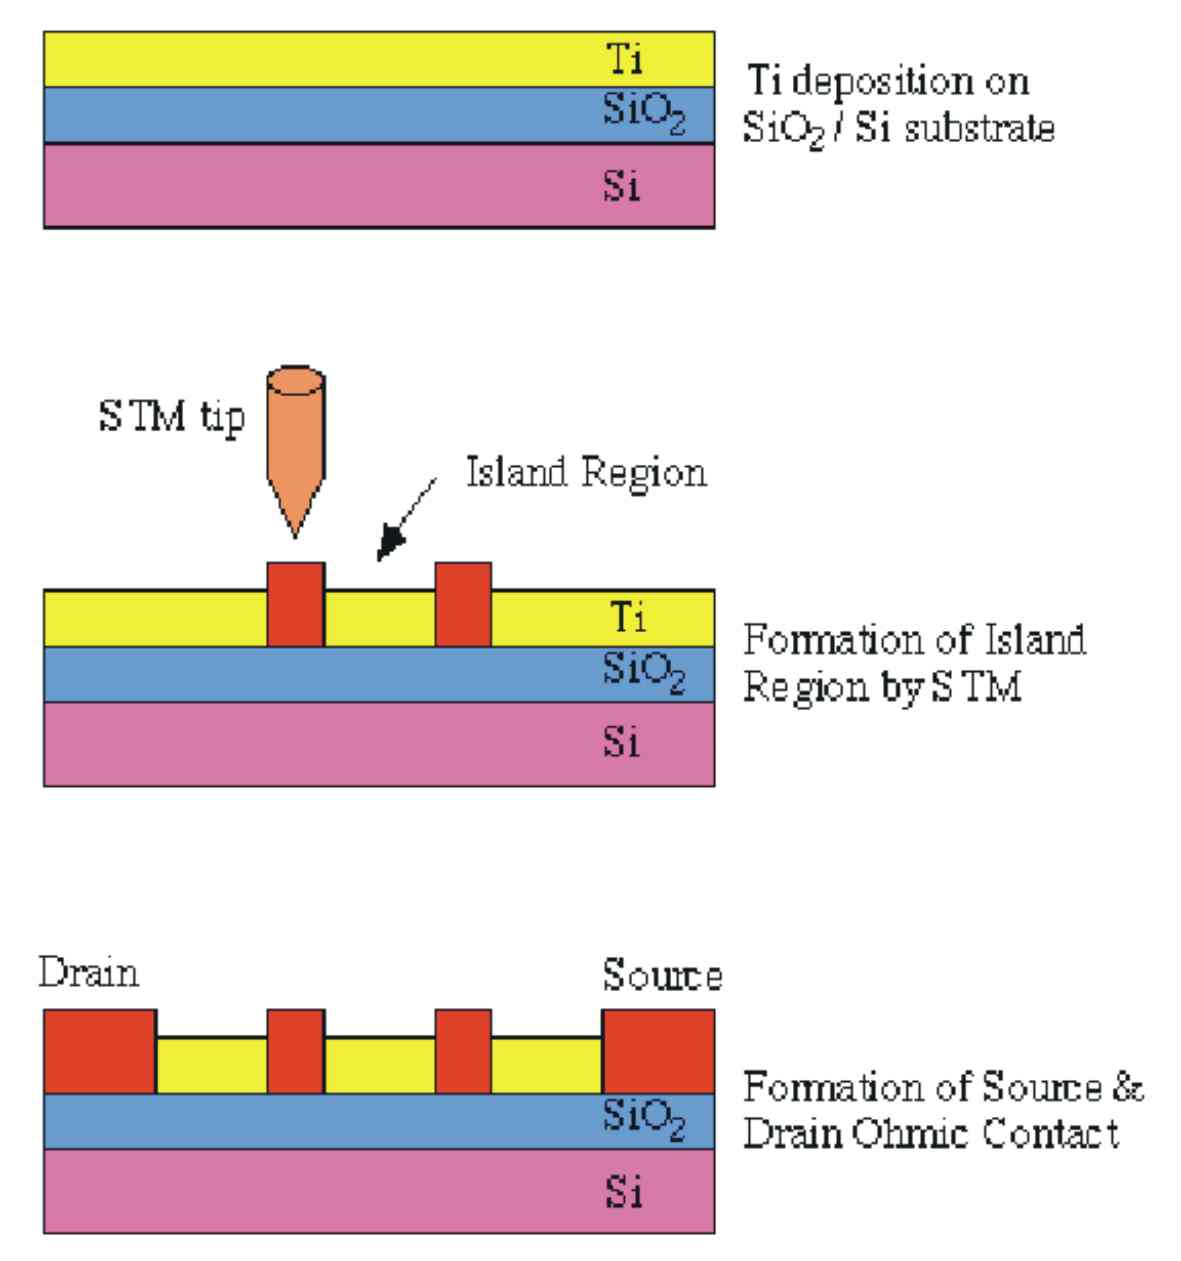 Ti
SiO₂
Si
Ti deposition on
SiO₂ / Si substrate
STM tip
Island Region
Ti
SiO₂
Si
Formation of Island
Region by STM
Drain
Source
SiO₂
Si
Formation of Source &
Drain Ohmic Contact